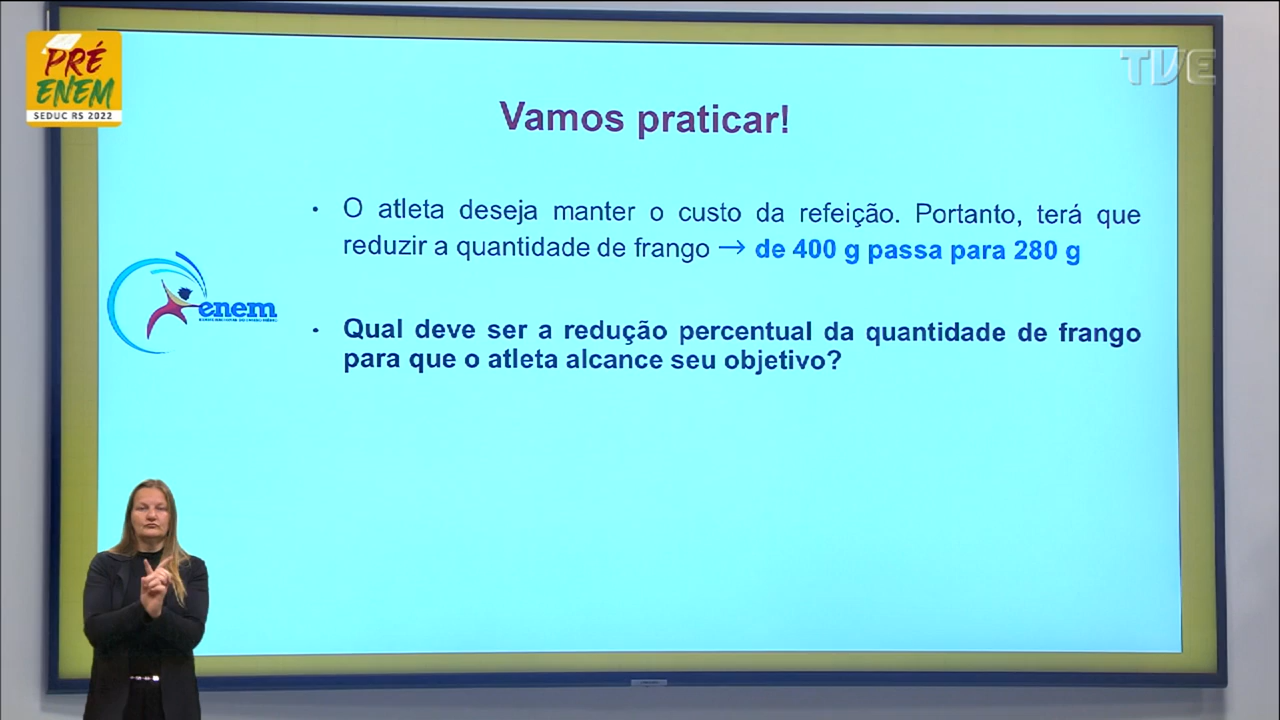 PRÉ
ENEM
SEDUC RS 2022
TVE
Vamos praticar!
• O atleta deseja manter o custo da refeição. Portanto, terá que
reduzir a quantidade de frango → de 400 g passa para 280 g
enem
• Qual deve ser a redução percentual da quantidade de frango
para que o atleta alcance seu objetivo?